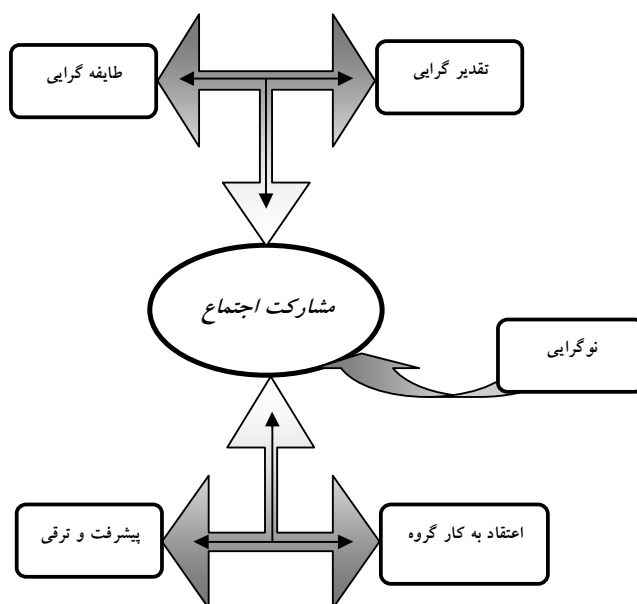 تقدیر گرایی
طایفه گرایی
مشارکت اجتماع
نوگرایی
اعتقاد به کار گروه
پیشرفت و ترقی